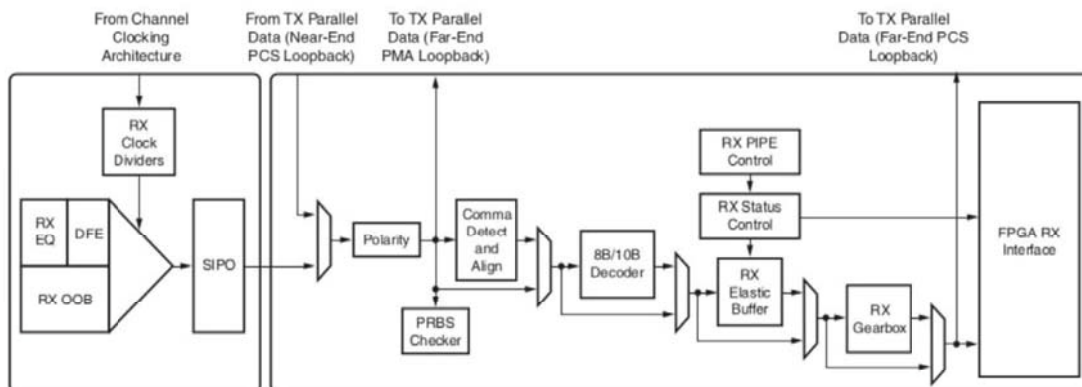 From Channel
Clocking
Architecture
From TX Parallel
Data (Near-End
PCS Loopback)
To TX Parallel
Data (Far-End
PMA Loopback)
To TX Parallel
Data (Far-End PCS
Loopback)
RX
Clock
Dividers
RX
EQ
DFE
RX OOB
SIPO
Polarity
Comma
Detect
and
Align
PRBS
Checker
8B/10B
Decoder
RX PIPE
Control
RX Status
Control
RX
Elastic
Buffer
RX
Gearbox
FPGA RX
Interface